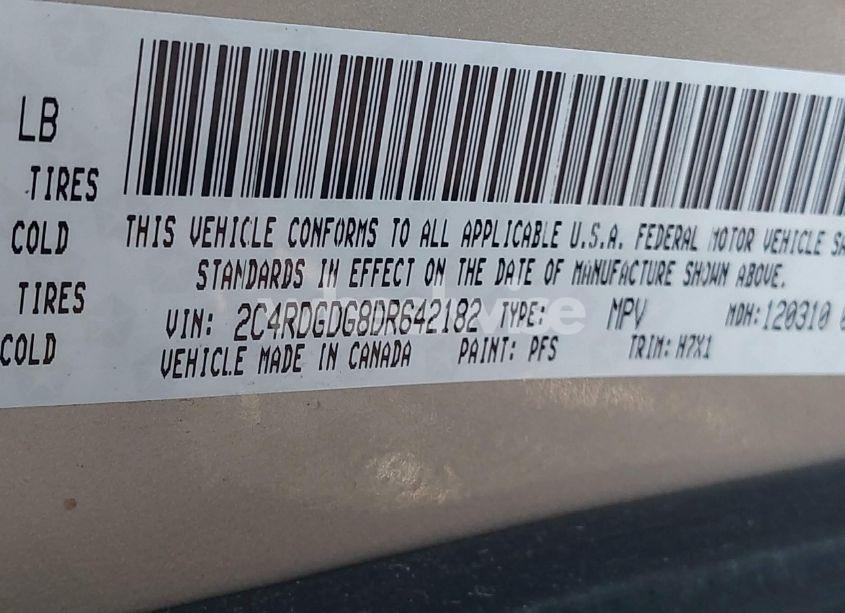 LB
TIRES
COLD
TIRES
COLD
THIS VEHICLE CONFORMS TO ALL APPLICABLE U.S.A. FEDERAL MOTOR VEHICLE SA
STANDARDS IN EFFECT ON THE DATE OF MANUFACTURE SHOWN ABOVE.
VIN: 2C4RDGDG8DR642182 TYPE: MPV MDH: 120310 0
VEHICLE MADE IN CANADA PAINT: PFS TRIM: H7X1